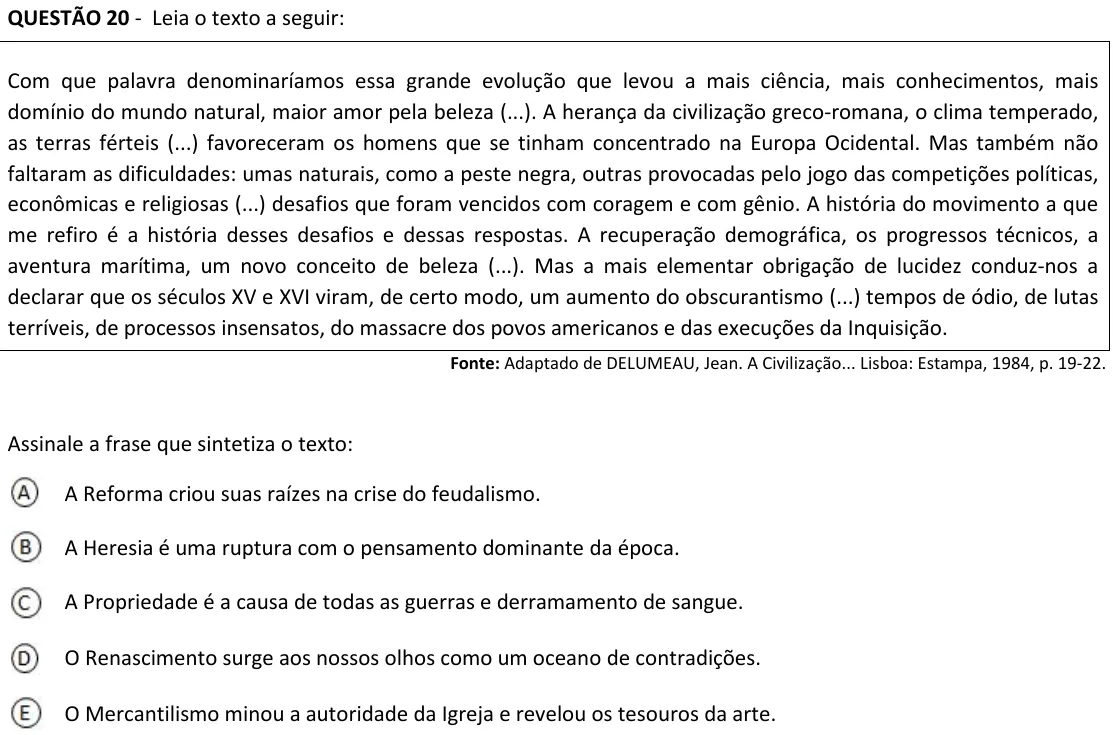 QUESTÃO 20 - Leia o texto a seguir:
Com que palavra denominaríamos essa grande evolução que levou a mais ciência, mais conhecimentos, mais
domínio do mundo natural, maior amor pela beleza (...). A herança da civilização greco-romana, o clima temperado,
as terras férteis (...) favoreceram os homens que se tinham concentrado na Europa Ocidental. Mas também não
faltaram as dificuldades: umas naturais, como a peste negra, outras provocadas pelo jogo das competições políticas,
econômicas e religiosas (...) desafios que foram vencidos com coragem e com gênio. A história do movimento a que
me refiro é a história desses desafios e dessas respostas. A recuperação demográfica, os progressos técnicos, a
aventura marítima, um novo conceito de beleza (...). Mas a mais elementar obrigação de lucidez conduz-nos a
declarar que os séculos XV e XVI viram, de certo modo, um aumento do obscurantismo (...) tempos de ódio, de lutas
terríveis, de processos insensatos, do massacre dos povos americanos e das execuções da Inquisição.
Fonte: Adaptado de DELUMEAU, Jean. A Civilização... Lisboa: Estampa, 1984, p. 19-22.
Assinale a frase que sintetiza o texto:
A A Reforma criou suas raízes na crise do feudalismo.
B A Heresia é uma ruptura com o pensamento dominante da época.
C A Propriedade é a causa de todas as guerras e derramamento de sangue.
D O Renascimento surge aos nossos olhos como um oceano de contradições.
E O Mercantilismo minou a autoridade da Igreja e revelou os tesouros da arte.